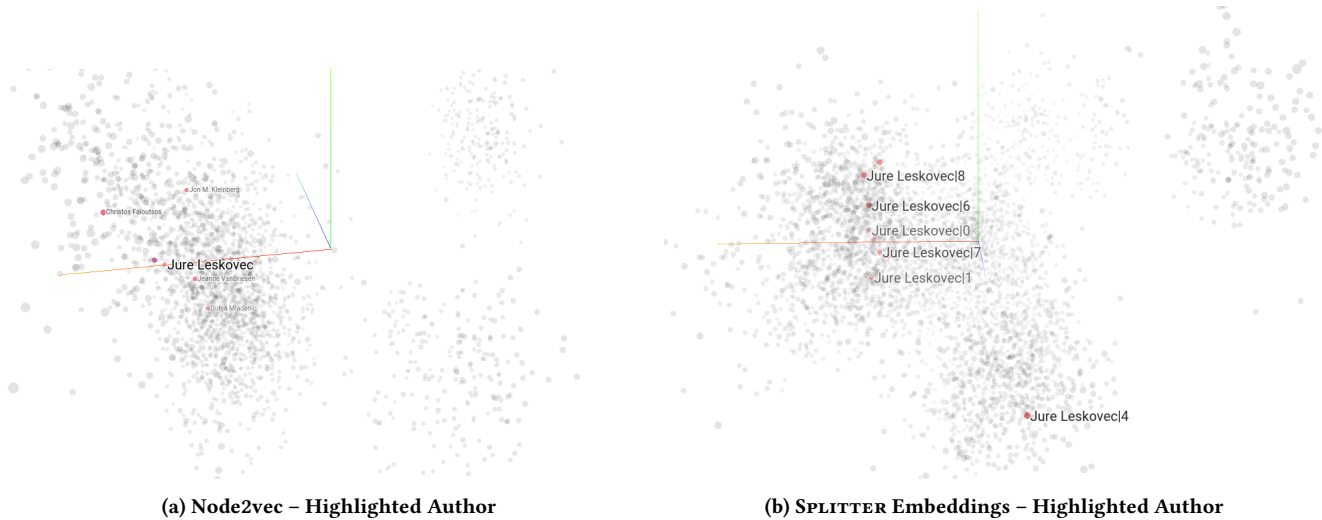 Jon M. Kleinberg
Christos Faloutsos
Jure Leskovec
Jeanne VanBriesen
Dunja Mladenic
Jure Leskovec|8
Jure Leskovec|6
Jure Leskovec|0
Jure Leskovec|7
Jure Leskovec|1
Jure Leskovec|4
(a) Node2vec – Highlighted Author
(b) SPLITTER Embeddings – Highlighted Author